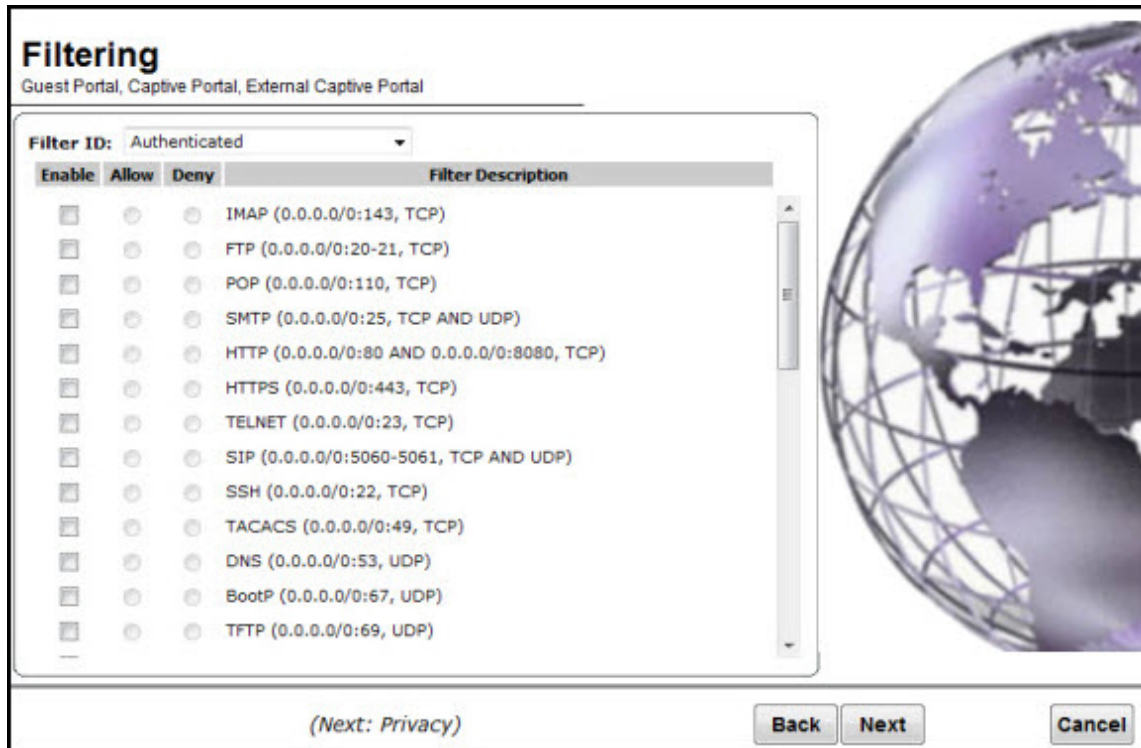 Filtering
Guest Portal, Captive Portal, External Captive Portal
Filter ID: Authenticated
Enable Allow Deny Filter Description
IMAP (0.0.0.0/0:143, TCP)
FTP (0.0.0.0/0:20-21, TCP)
POP (0.0.0.0/0:110, TCP)
SMTP (0.0.0.0/0:25, TCP AND UDP)
HTTP (0.0.0.0/0:80 AND 0.0.0.0/0:8080, TCP)
HTTPS (0.0.0.0/0:443, TCP)
TELNET (0.0.0.0/0:23, TCP)
SIP (0.0.0.0/0:5060-5061, TCP AND UDP)
SSH (0.0.0.0/0:22, TCP)
TACACS (0.0.0.0/0:49, TCP)
DNS (0.0.0.0/0:53, UDP)
BootP (0.0.0.0/0:67, UDP)
TFTP (0.0.0.0/0:69, UDP)
(Next: Privacy) Back Next Cancel